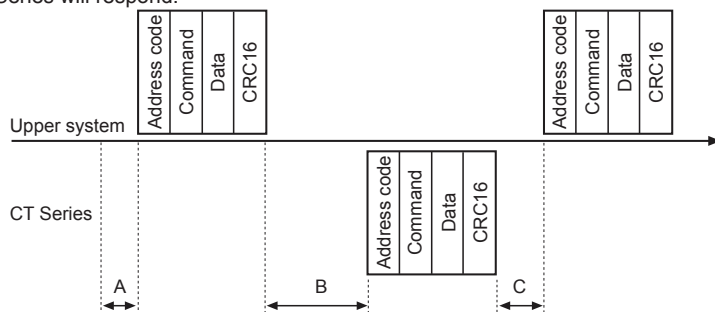 Series will respond.
Address code
Command
Data
CRC16
Address code
Command
Data
CRC16
Upper system
Address code
Command
Data
CRC16
CT Series
A
B
C